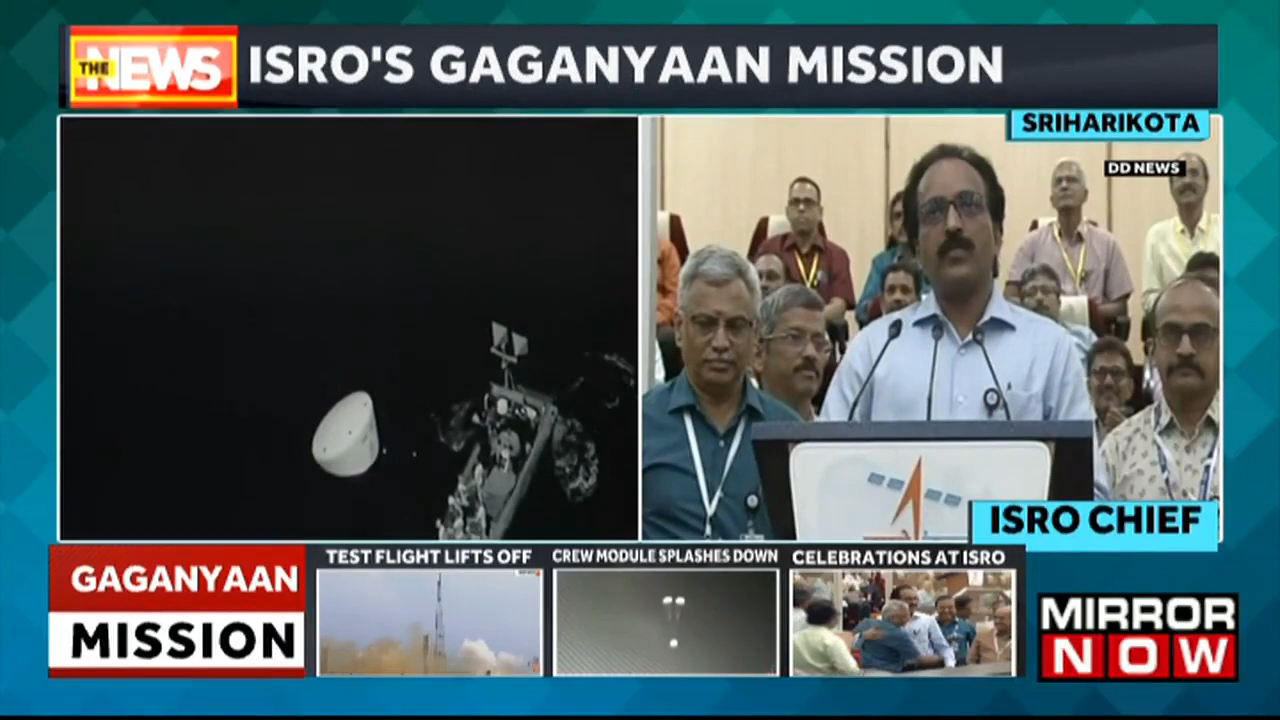 THE NEWS
ISRO'S GAGANYAAN MISSION
SRIHARIKOTA
DD NEWS
ISRO CHIEF
GAGANYAAN
MISSION
TEST FLIGHT LIFTS OFF
CREW MODULE SPLASHES DOWN
CELEBRATIONS AT ISRO
MIRROR
NOW